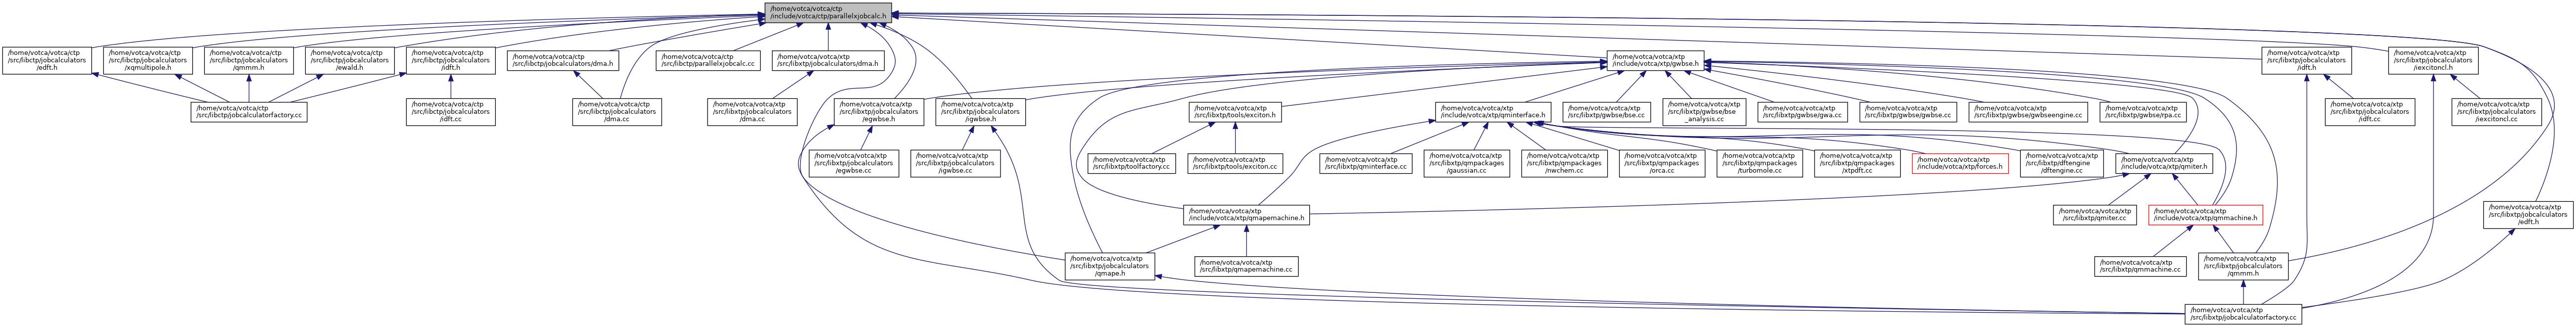 /home/votca/votca/ctp
/include/votca/ctp/parallelxjobcalc.h
/home/votca/votca/ctp
/src/libctp/jobcalculators
/edft.h
/home/votca/votca/ctp
/src/libctp/jobcalculators
/xqmultipole.h
/home/votca/votca/ctp
/src/libctp/jobcalculators
/qmmm.h
/home/votca/votca/ctp
/src/libctp/jobcalculators
/ewald.h
/home/votca/votca/ctp
/src/libctp/jobcalculators
/idft.h
/home/votca/votca/ctp
/src/libctp/jobcalculators/dma.h
/home/votca/votca/ctp
/src/libctp/parallelxjobcalc.cc
/home/votca/votca/xtp
/src/libxtp/jobcalculators/dma.h
/home/votca/votca/xtp
/include/votca/xtp/gwbse.h
/home/votca/votca/xtp
/src/libxtp/jobcalculators
/idft.h
/home/votca/votca/xtp
/src/libxtp/jobcalculators
/iexcitoncl.h
/home/votca/votca/ctp
/src/libctp/jobcalculatorfactory.cc
/home/votca/votca/ctp
/src/libctp/jobcalculators
/idft.cc
/home/votca/votca/ctp
/src/libctp/jobcalculators
/dma.cc
/home/votca/votca/xtp
/src/libxtp/jobcalculators
/dma.cc
/home/votca/votca/xtp
/src/libxtp/jobcalculators
/egwbse.h
/home/votca/votca/xtp
/src/libxtp/jobcalculators
/igwbse.h
/home/votca/votca/xtp
/src/libxtp/tools/exciton.h
/home/votca/votca/xtp
/include/votca/xtp/qminterface.h
/home/votca/votca/xtp
/src/libxtp/gwbse/bse.cc
/home/votca/votca/xtp
/src/libxtp/gwbse/bse
_analysis.cc
/home/votca/votca/xtp
/src/libxtp/gwbse/gwa.cc
/home/votca/votca/xtp
/src/libxtp/gwbse/gwbse.cc
/home/votca/votca/xtp
/src/libxtp/gwbse/gwbseengine.cc
/home/votca/votca/xtp
/src/libxtp/gwbse/rpa.cc
/home/votca/votca/xtp
/src/libxtp/jobcalculators
/idft.cc
/home/votca/votca/xtp
/src/libxtp/jobcalculators
/iexcitoncl.cc
/home/votca/votca/xtp
/src/libxtp/jobcalculators
/egwbse.cc
/home/votca/votca/xtp
/src/libxtp/jobcalculators
/igwbse.cc
/home/votca/votca/xtp
/src/libxtp/toolfactory.cc
/home/votca/votca/xtp
/src/libxtp/tools/exciton.cc
/home/votca/votca/xtp
/src/libxtp/qminterface.cc
/home/votca/votca/xtp
/src/libxtp/qmpackages
/gaussian.cc
/home/votca/votca/xtp
/src/libxtp/qmpackages
/nwchem.cc
/home/votca/votca/xtp
/src/libxtp/qmpackages
/orca.cc
/home/votca/votca/xtp
/src/libxtp/qmpackages
/turbomole.cc
/home/votca/votca/xtp
/src/libxtp/qmpackages
/xtpdft.cc
/home/votca/votca/xtp
/include/votca/xtp/forces.h
/home/votca/votca/xtp
/src/libxtp/dftengine
/dftengine.cc
/home/votca/votca/xtp
/include/votca/xtp/qmiter.h
/home/votca/votca/xtp
/include/votca/xtp/qmapemachine.h
/home/votca/votca/xtp
/src/libxtp/qmiter.cc
/home/votca/votca/xtp
/include/votca/xtp/qmmachine.h
/home/votca/votca/xtp
/src/libxtp/jobcalculators
/edft.h
/home/votca/votca/xtp
/src/libxtp/jobcalculators
/qmape.h
/home/votca/votca/xtp
/src/libxtp/qmapemachine.cc
/home/votca/votca/xtp
/src/libxtp/qmmachine.cc
/home/votca/votca/xtp
/src/libxtp/jobcalculators
/qmmm.h
/home/votca/votca/xtp
/src/libxtp/jobcalculatorfactory.cc